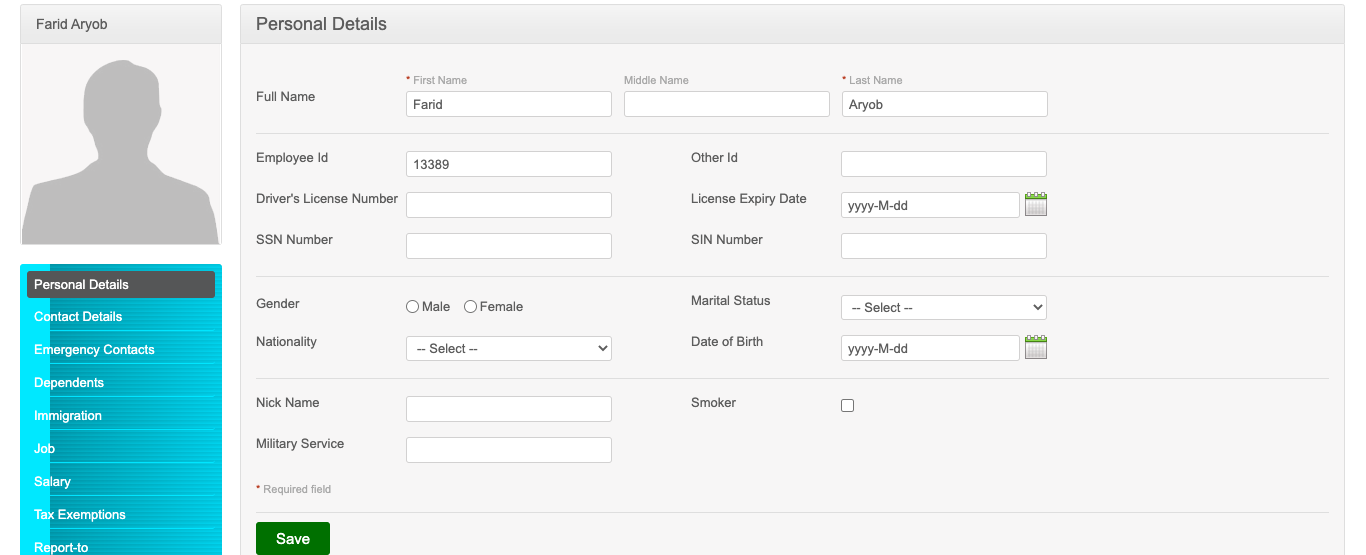 Farid Aryob
Personal Details
Contact Details
Emergency Contacts
Dependents
Immigration
Job
Salary
Tax Exemptions
Report-to
Personal Details
* First Name Middle Name * Last Name
Full Name Farid Aryob
Employee Id 13389 Other Id
Driver's License Number License Expiry Date yyyy-M-dd
SSN Number SIN Number
Gender Male Female Marital Status -- Select --
Nationality -- Select -- Date of Birth yyyy-M-dd
Nick Name Smoker
Military Service
* Required field
Save